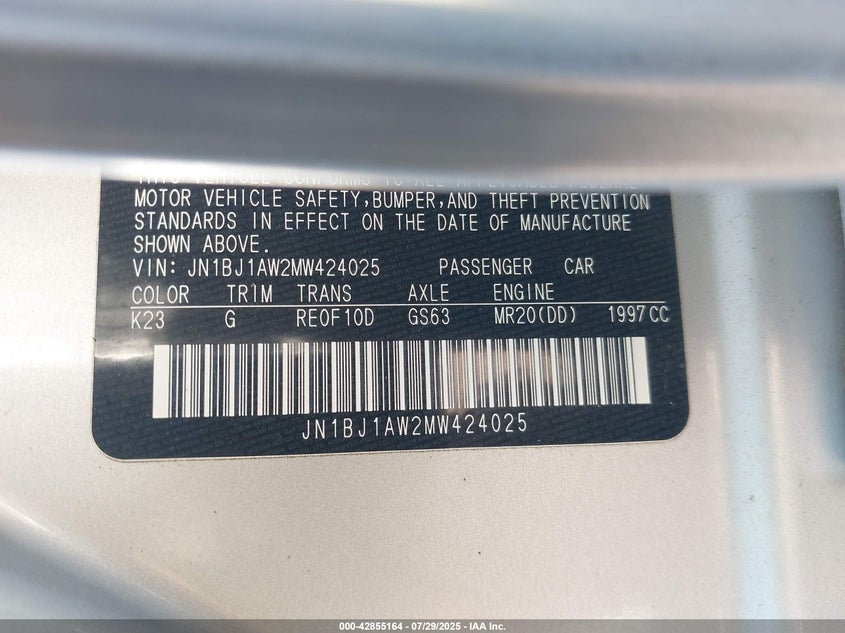 MOTOR VEHICLE SAFETY,BUMPER,AND THEFT PREVENTION
STANDARDS IN EFFECT ON THE DATE OF MANUFACTURE
SHOWN ABOVE.
VIN: JN1BJ1AW2MW424025 PASSENGER CAR
COLOR TRIM TRANS AXLE ENGINE
K23 G RE0F10D GS63 MR20(DD) 1997CC
JN1BJ1AW2MW424025
000-42855164 - 07/29/2025 - IAA Inc.